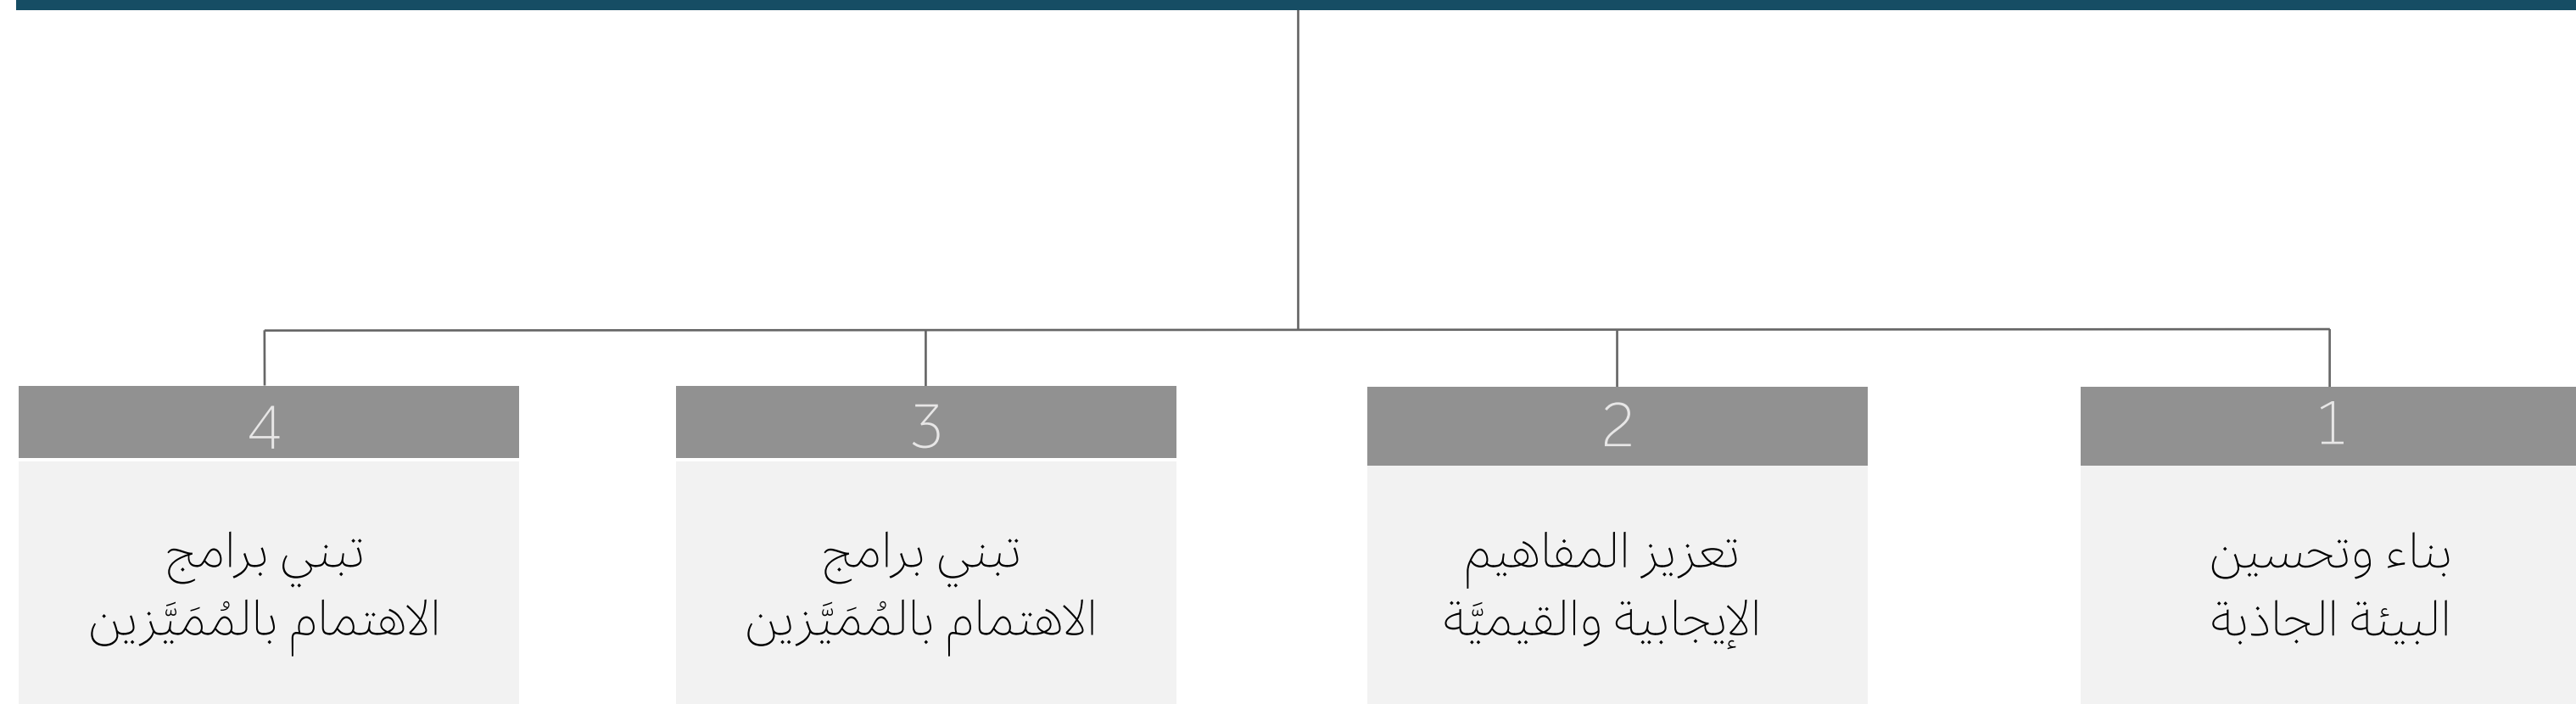 1
بناء وتحسين
البيئة الجاذبة
2
تعزيز المفاهيم
الإيجابية والقيميَّة
3
تبني برامج
الاهتمام بالمُمَيَّزين
4
تبني برامج
الاهتمام بالمُمَيَّزين